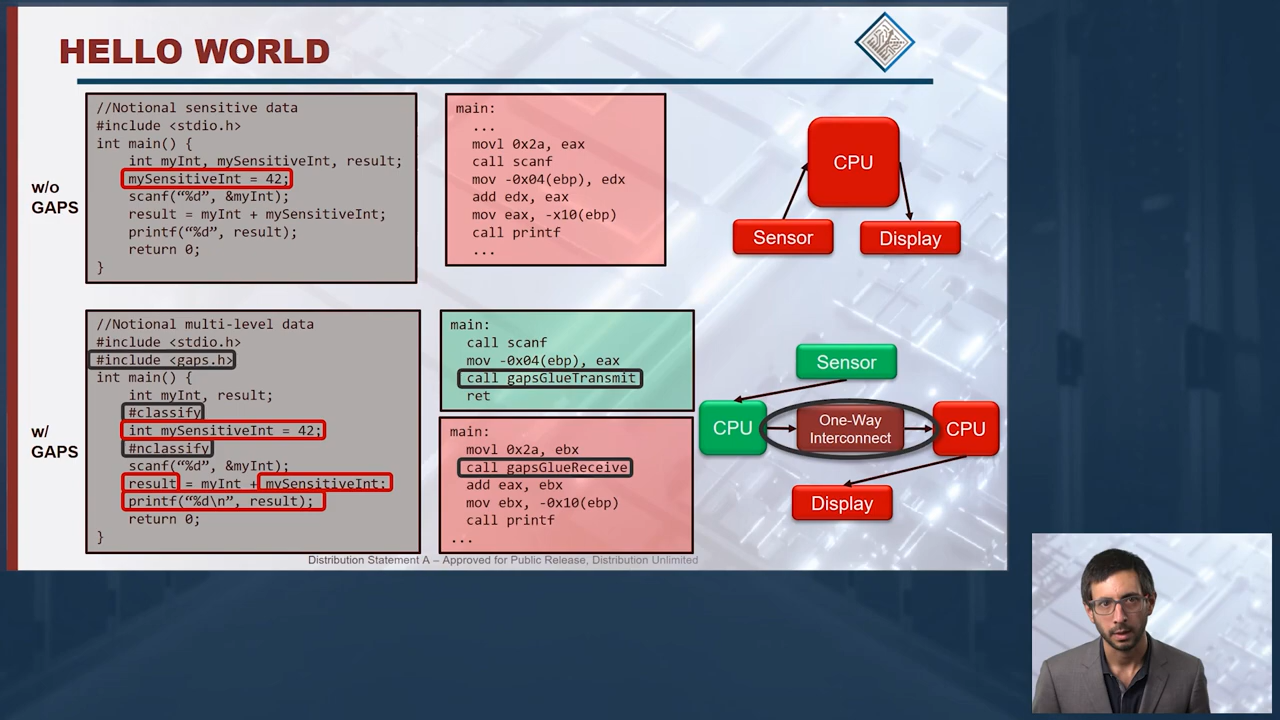 HELLO WORLD
w/o
GAPS
//Notional sensitive data
#include <stdio.h>
int main() {
int myInt, mySensitiveInt, result;
mySensitiveInt = 42;
scanf(“%d”, &myInt);
result = myInt + mySensitiveInt;
printf(“%d”, result);
return 0;
}
main:
...
movl 0x2a, eax
call scanf
mov -0x04(ebp), edx
add edx, eax
mov eax, -x10(ebp)
call printf
...
CPU
Sensor
Display
w/
GAPS
//Notional multi-level data
#include <stdio.h>
#include <gaps.h>
int main() {
int myInt, result;
#classify
int mySensitiveInt = 42;
#nclassify
scanf(“%d”, &myInt);
result = myInt + mySensitiveInt;
printf(“%d\n”, result);
return 0;
}
main:
call scanf
mov -0x04(ebp), eax
call gapsGlueTransmit
ret
main:
movl 0x2a, ebx
call gapsGlueReceive
add eax, ebx
mov ebx, -0x10(ebp)
call printf
...
Sensor
CPU
One-Way
Interconnect
CPU
Display
Distribution Statement A – Approved for Public Release, Distribution Unlimited